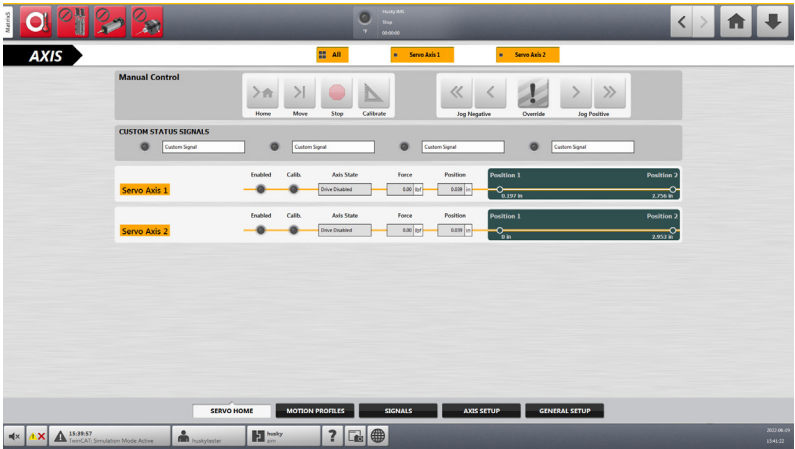 Matrix5
Husky IMS
Stop
°F 00:00:00
AXIS
All
Servo Axis 1
Servo Axis 2
Manual Control
Home Move Stop Calibrate Jog Negative Override Jog Positive
CUSTOM STATUS SIGNALS
Custom Signal Custom Signal Custom Signal Custom Signal
Enabled Calib. Axis State Force Position Position 1 Position 2
Servo Axis 1 Drive Disabled 0.00 lbf 0.039 in
0.197 in 2.756 in
Enabled Calib. Axis State Force Position Position 1 Position 2
Servo Axis 2 Drive Disabled 0.00 lbf 0.039 in
0 in 2.953 in
SERVO HOME MOTION PROFILES SIGNALS AXIS SETUP GENERAL SETUP
15:39:57
TwinCAT: Simulation Mode Active
huskytester
husky
?
2022-06-09
15:41:22